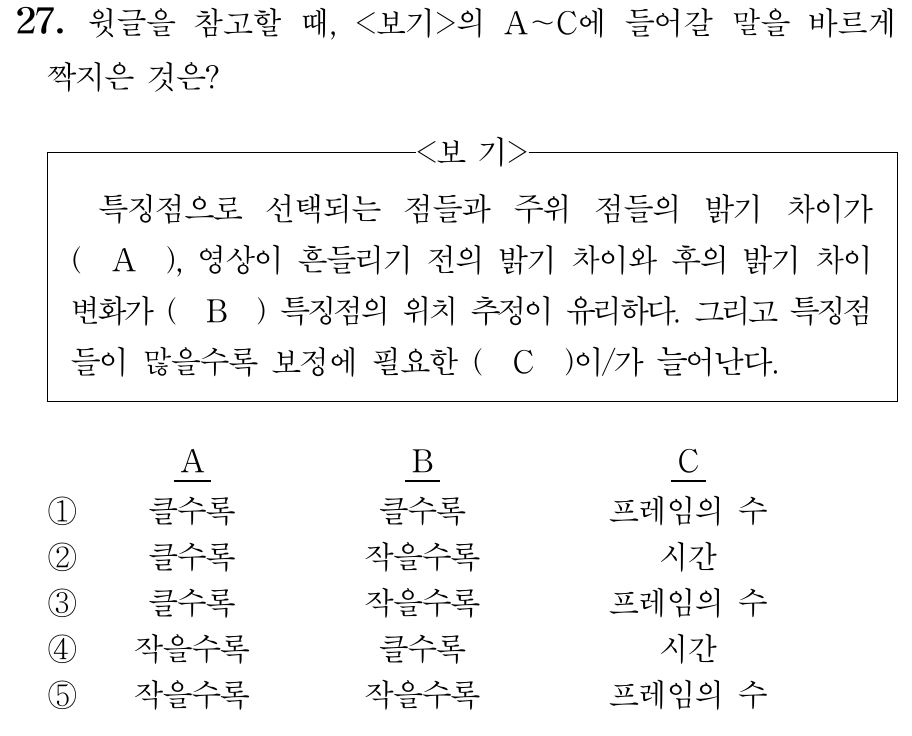 27. 윗글을 참고할 때, <보기>의 A~C에 들어갈 말을 바르게
짝지은 것은?
<보 기>
특징점으로 선택되는 점들과 주위 점들의 밝기 차이가
( A ), 영상이 흔들리기 전의 밝기 차이와 후의 밝기 차이
변화가 ( B ) 특징점의 위치 추정이 유리하다. 그리고 특징점
들이 많을수록 보정에 필요한 ( C )이/가 늘어난다.
A B C
① 클수록 클수록 프레임의 수
② 클수록 작을수록 시간
③ 클수록 작을수록 프레임의 수
④ 작을수록 클수록 시간
⑤ 작을수록 작을수록 프레임의 수